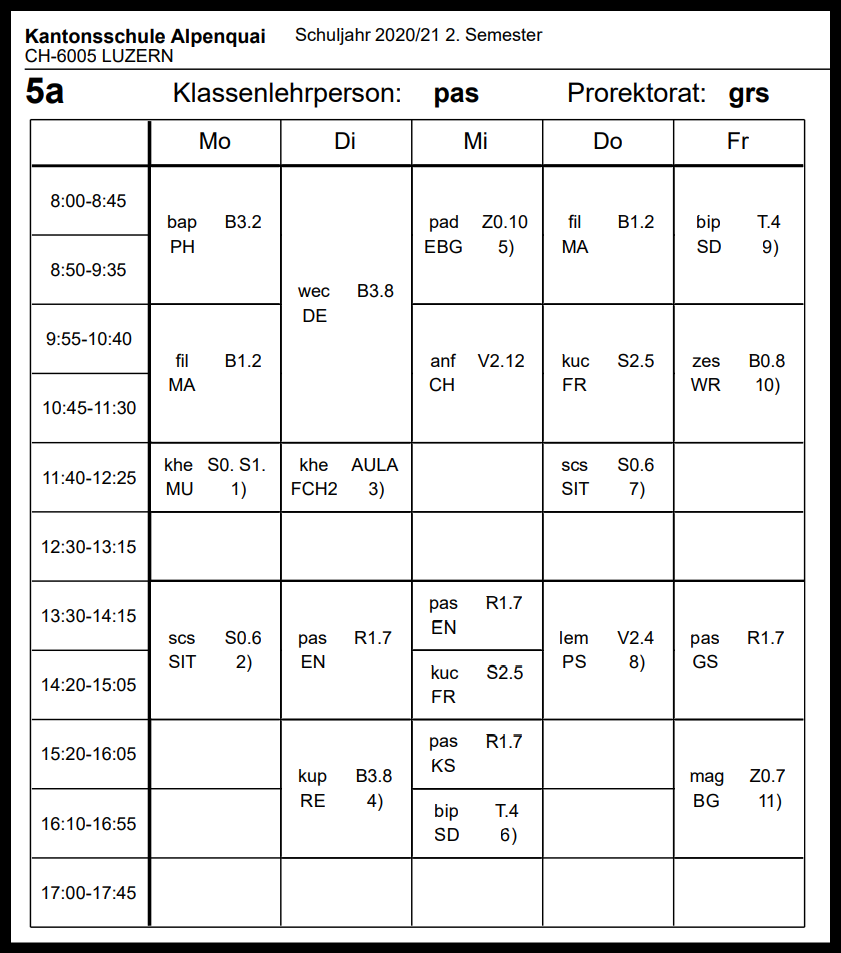 Kantonsschule Alpenquai Schuljahr 2020/21 2. Semester
CH-6005 LUZERN
5a Klassenlehrperson: pas Prorektorat: grs
Mo Di Mi Do Fr
8:00-8:45
bap B3.2 pad Z0.10 fil B1.2 bip T.4
PH EBG 5) MA SD 9)
8:50-9:35
wec B3.8
DE
9:55-10:40
fil B1.2 anf V2.12 kuc S2.5 zes B0.8
MA CH FR WR 10)
10:45-11:30
khe S0. S1. khe AULA scs S0.6
11:40-12:25
MU 1) FCH2 3) SIT 7)
12:30-13:15
pas R1.7
13:30-14:15
EN
scs S0.6 pas R1.7 lem V2.4 pas R1.7
SIT 2) EN PS 8) GS
kuc S2.5
14:20-15:05
FR
pas R1.7
15:20-16:05
KS
kup B3.8 mag Z0.7
RE 4) BG 11)
bip T.4
16:10-16:55
SD 6)
17:00-17:45